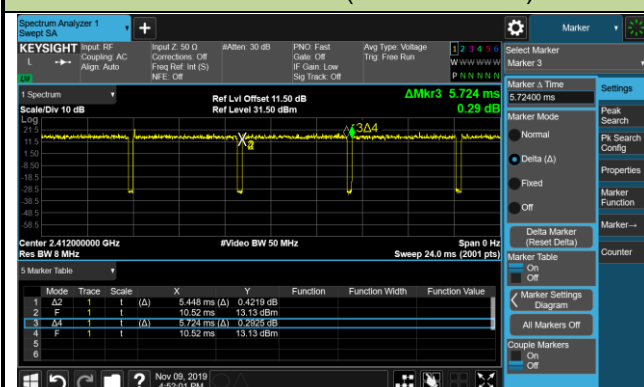 Spectrum Analyzer 1
Swept SA
+
Marker
KEYSIGHT Input: RF Input Z: 50 Ω #Atten: 30 dB PNO: Fast Avg Type: Voltage 1 2 3 4 5 6
L Coupling: AC Corrections: Off Gate: Off Trig: Free Run W W W W W W
Align: Auto Freq Ref: Int (S) IF Gain: Low P N N N N N
NFE: Off Sig Track: Off
LW
Select Marker
Marker 3
1 Spectrum
Scale/Div 10 dB
Ref Lvl Offset 11.50 dB
Ref Level 31.50 dBm
ΔMkr3 5.724 ms
0.29 dB
Log
21.5
11.5
1.50
-8.50
-18.5
-28.5
-38.5
-48.5
-58.5
X2
3Δ4
Center 2.412000000 GHz #Video BW 50 MHz Span 0 Hz
Res BW 8 MHz Sweep 24.0 ms (2001 pts)
5 Marker Table
Mode Trace Scale X Y Function Function Width Function Value
1 Δ2 1 t (Δ) 5.448 ms (Δ) 0.4219 dB
2 F 1 t 10.52 ms 13.13 dBm
3 Δ4 1 t (Δ) 5.724 ms (Δ) 0.2925 dB
4 F 1 t 10.52 ms 13.13 dBm
5
6
Marker Δ Time
5.72400 ms
Marker Mode
Normal
Delta (Δ)
Fixed
Off
Delta Marker
(Reset Delta)
Marker Table
On
Off
Marker Settings
Diagram
All Markers Off
Couple Markers
On
Off
Settings
Peak
Search
Pk Search
Config
Properties
Marker
Function
Marker→
Counter
? Nov 09, 2019
4:52:01 PM